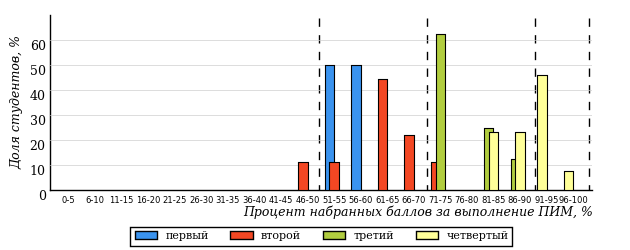 Доля студентов, %
60
50
40
30
20
10
0
0-5 6-10 11-15 16-20 21-25 26-30 31-35 36-40 41-45 46-50 51-55 56-60 61-65 66-70 71-75 76-80 81-85 86-90 91-95 96-100
Процент набранных баллов за выполнение ПИМ, %
первый второй третий четвертый